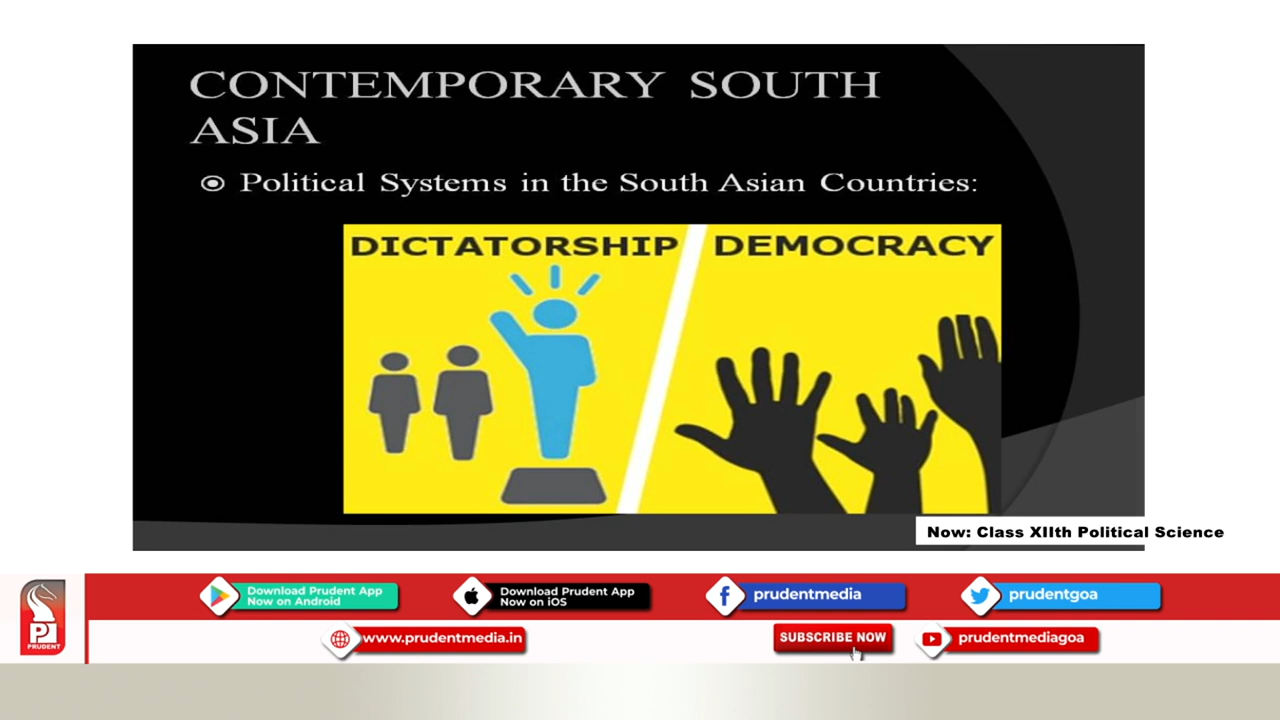 CONTEMPORARY SOUTH
ASIA
Political Systems in the South Asian Countries:
DICTATORSHIP
DEMOCRACY
Now: Class XIIth Political Science
Download Prudent App
Now on Android
Download Prudent App
Now on iOS
prudentmedia
prudentgoa
PRUDENT
www.prudentmedia.in
SUBSCRIBE NOW
prudentmediagoa